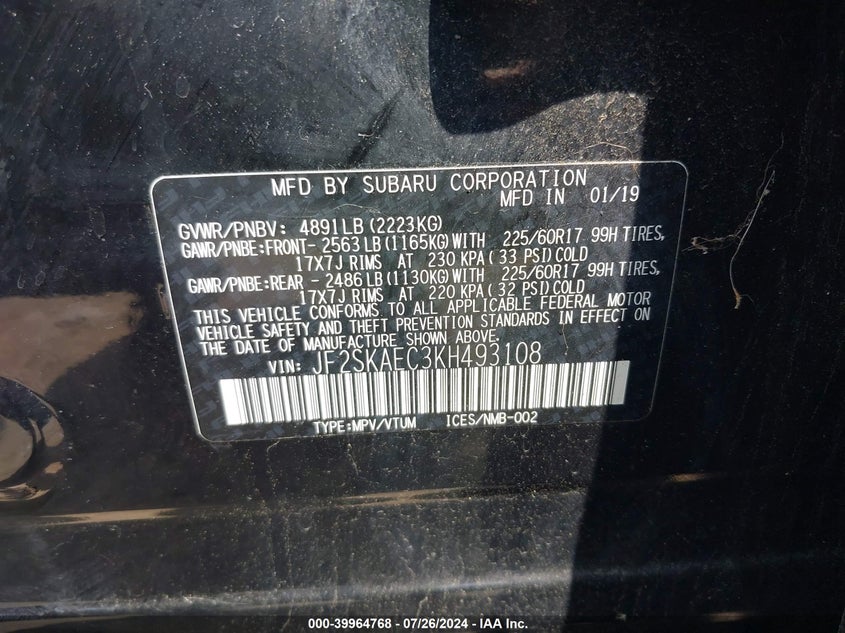 MFD BY SUBARU CORPORATION
MFD IN 01/19
GVWR/PNBV: 4891LB(2223KG)
GAWR/PNBE:FRONT- 2563LB(1165KG)WITH 225/60R17 99H TIRES,
17X7J RIMS AT 230 KPA(33 PSI)COLD
GAWR/PNBE:REAR - 2486LB(1130KG)WITH 225/60R17 99H TIRES,
17X7J RIMS AT 220 KPA(32 PSI)COLD
THIS VEHICLE CONFORMS TO ALL APPLICABLE FEDERAL MOTOR
VEHICLE SAFETY AND THEFT PREVENTION STANDARDS IN EFFECT ON
THE DATE OF MANUFACTURE SHOWN ABOVE.
VIN: JF2SKAEC3KH493108
TYPE:MPV/VTUM ICES/NMB-002
000-39964768 - 07/26/2024 - IAA Inc.